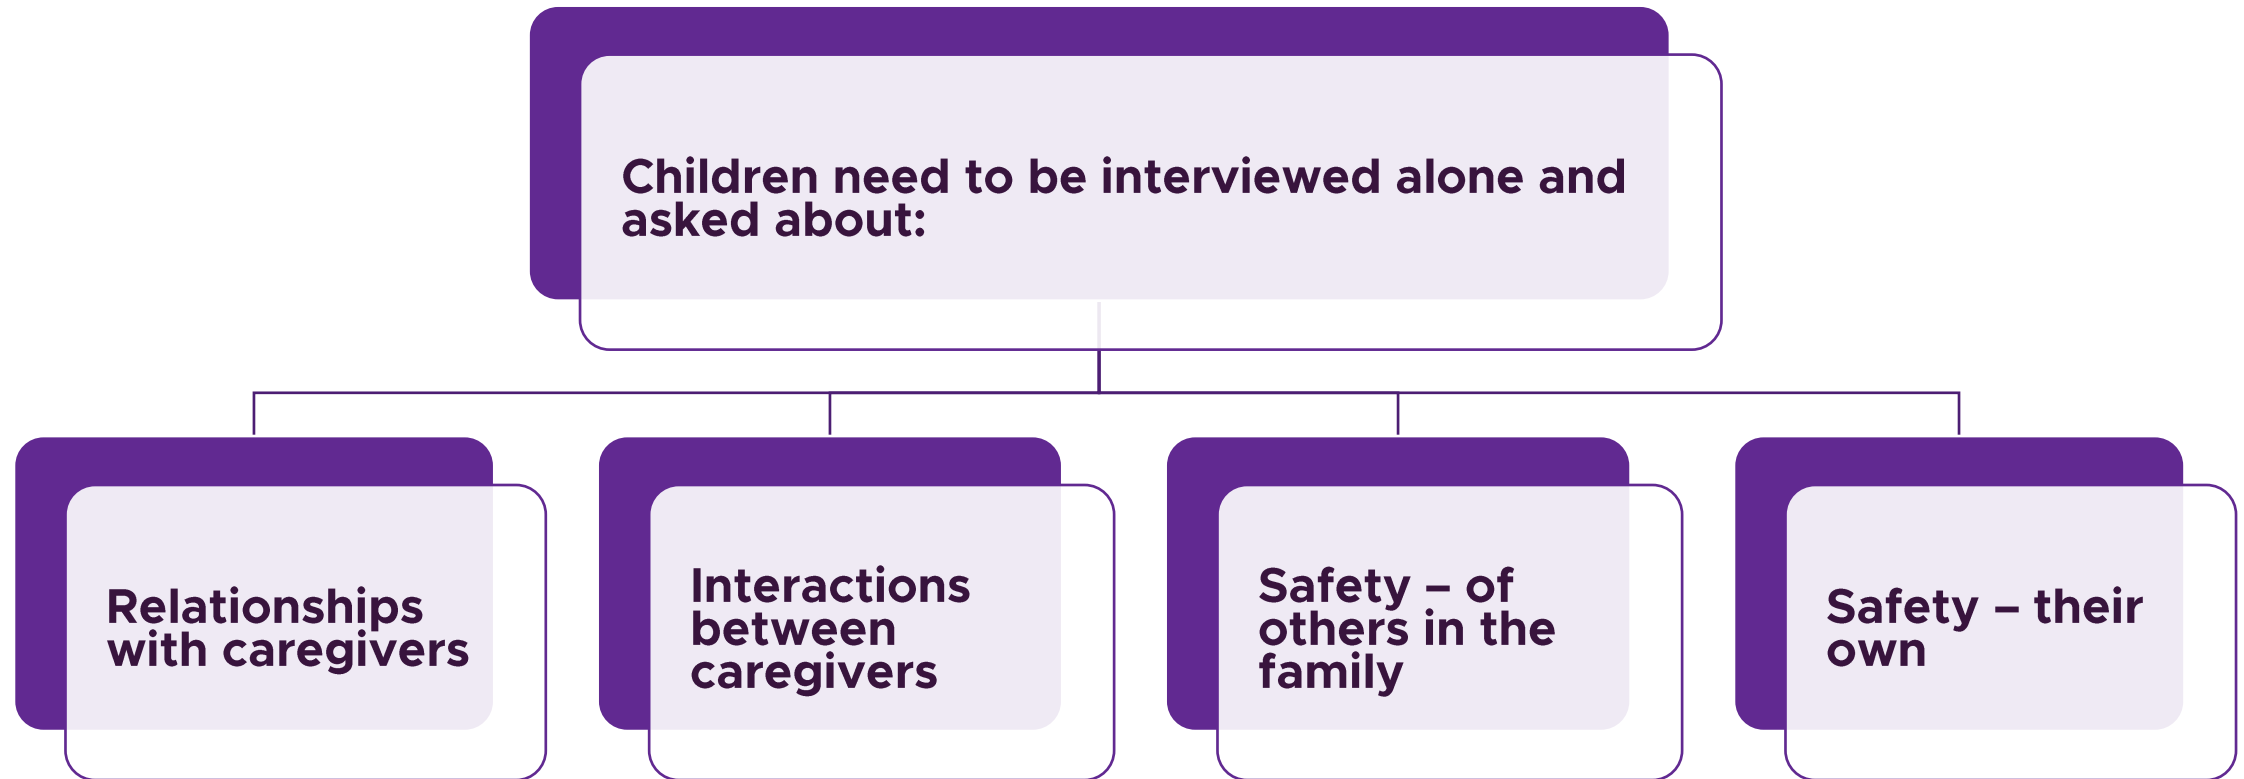 Children need to be interviewed alone and
asked about:
Relationships
with caregivers
Interactions
between
caregivers
Safety – of
others in the
family
Safety – their
own